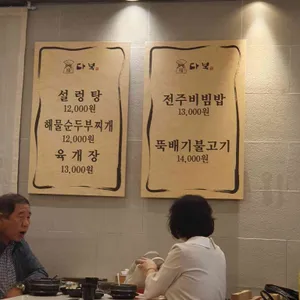 다빛
설렁탕
12,000원
해물순두부찌개
12,000원
육개장
13,000원
다빛
전주비빔밥
13,000원
뚝배기불고기
14,000원